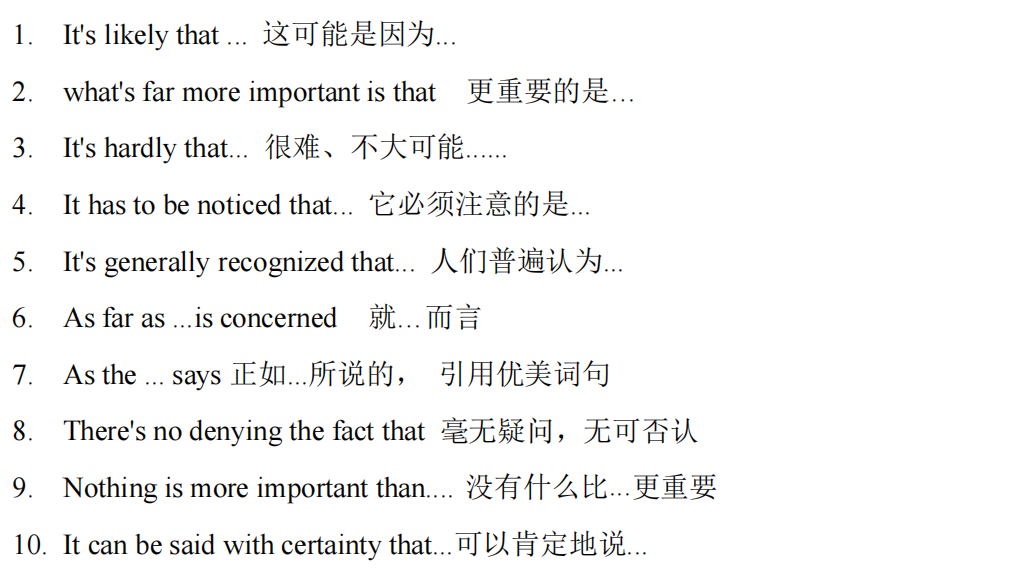 1. It's likely that ... 这可能是因为...
2. what's far more important is that 更重要的是...
3. It's hardly that... 很难、不大可能......
4. It has to be noticed that... 它必须注意的是...
5. It's generally recognized that... 人们普遍认为...
6. As far as ...is concerned 就...而言
7. As the ... says 正如...所说的， 引用优美词句
8. There's no denying the fact that 毫无疑问，无可否认
9. Nothing is more important than.... 没有什么比...更重要
10. It can be said with certainty that...可以肯定地说...